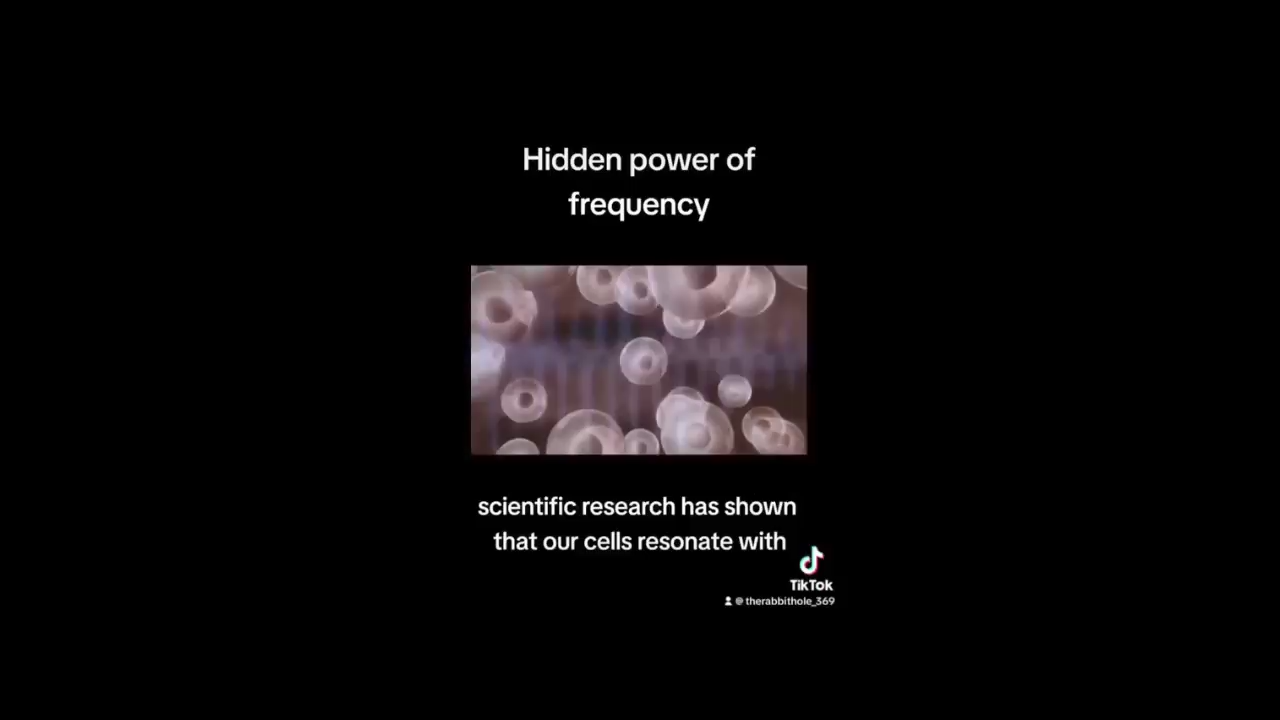 Hidden power of
frequency
scientific research has shown
that our cells resonate with
TikTok
@ therabbithole_369